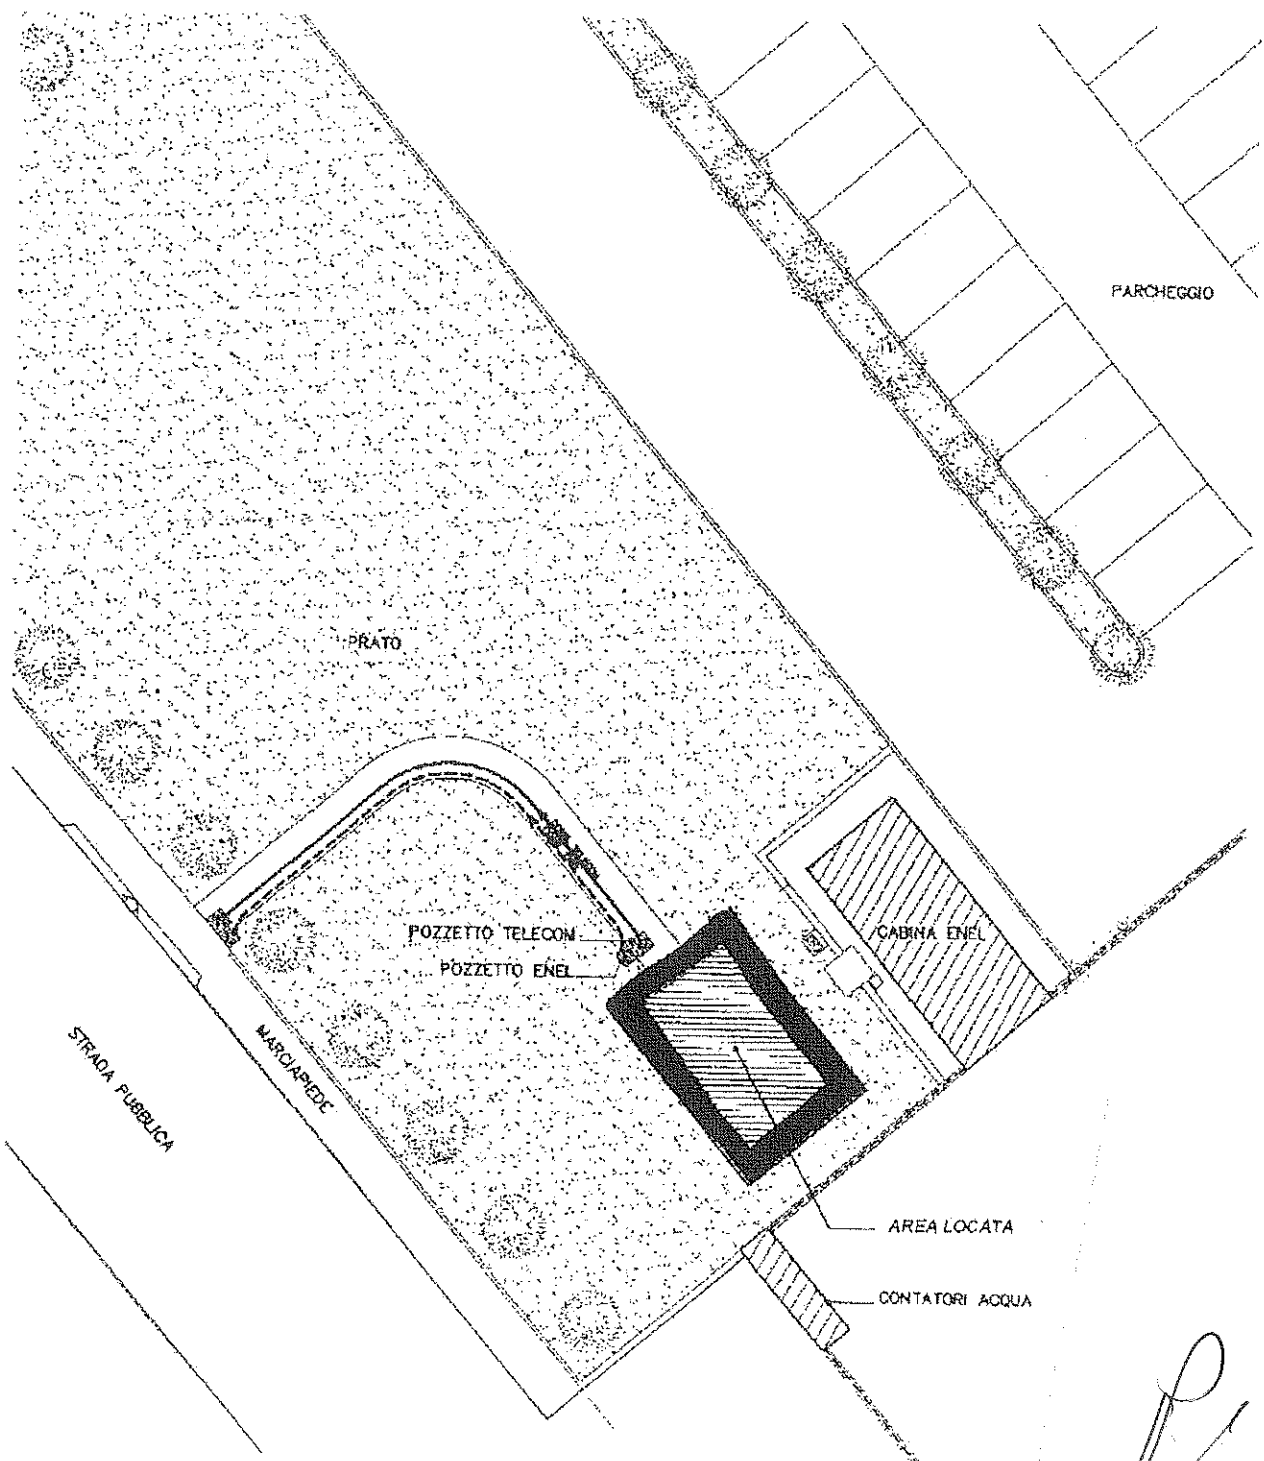 PARCHEGGIO
PRATO
POZZETTO TELECOM
POZZETTO ENEL
CABINA ENEL
STRADA PUBBLICA
MARCIAPIEDE
AREA LOCATA
CONTATORI ACQUA